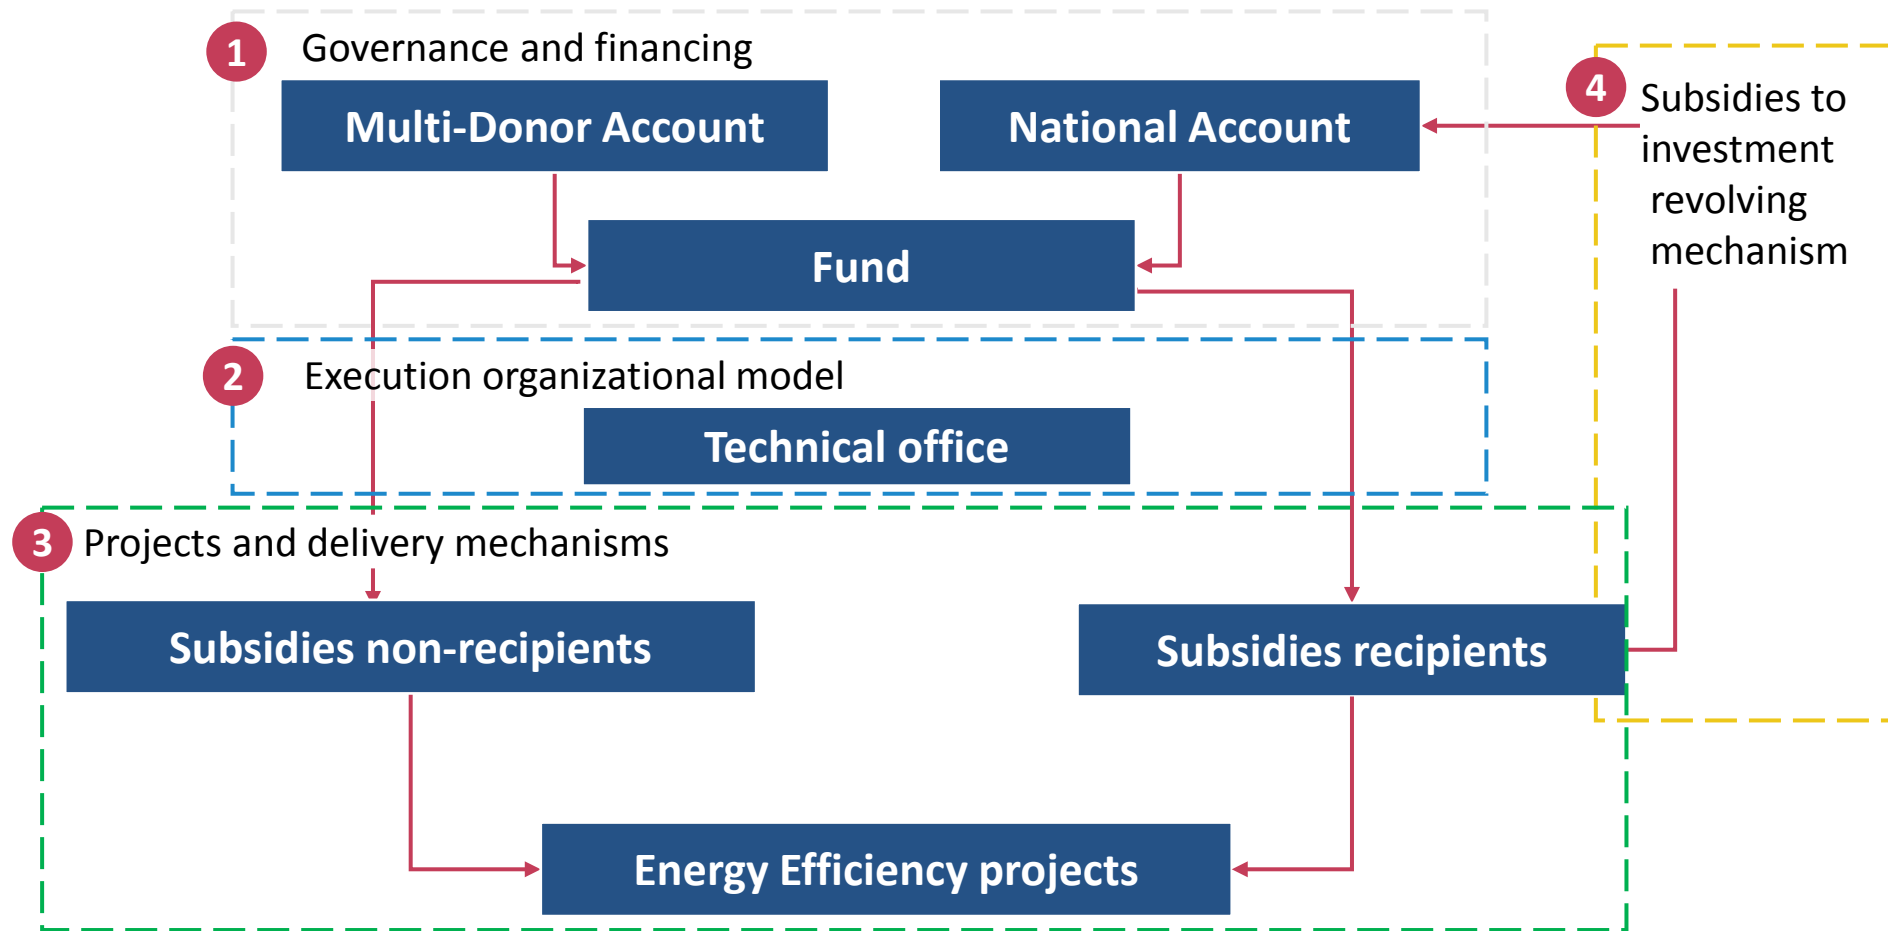 1
Governance and financing
Multi-Donor Account
National Account
Fund
2
Execution organizational model
Technical office
3
Projects and delivery mechanisms
Subsidies non-recipients
Subsidies recipients
Energy Efficiency projects
4
Subsidies to
investment
revolving
mechanism